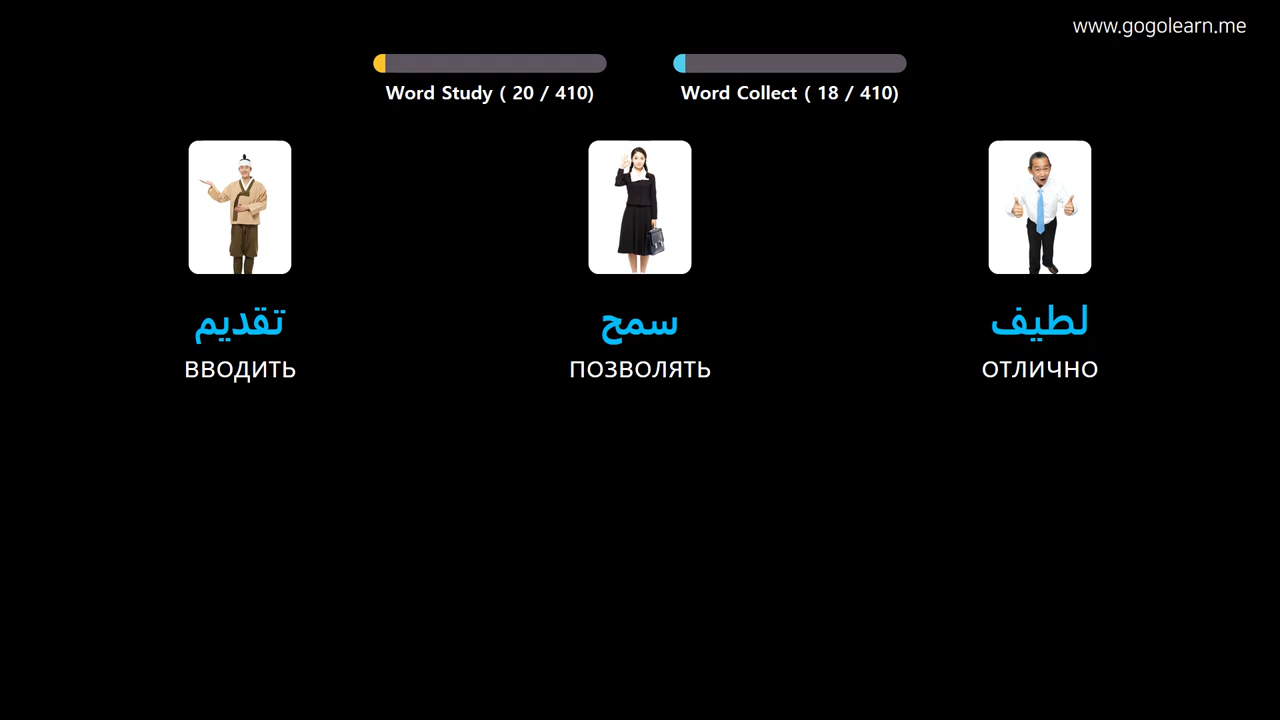 www.gogolearn.me
Word Study ( 20 / 410)
Word Collect ( 18 / 410)
تقديم
ВВОДИТЬ
سمح
ПОЗВОЛЯТЬ
لطيف
ОТЛИЧНО